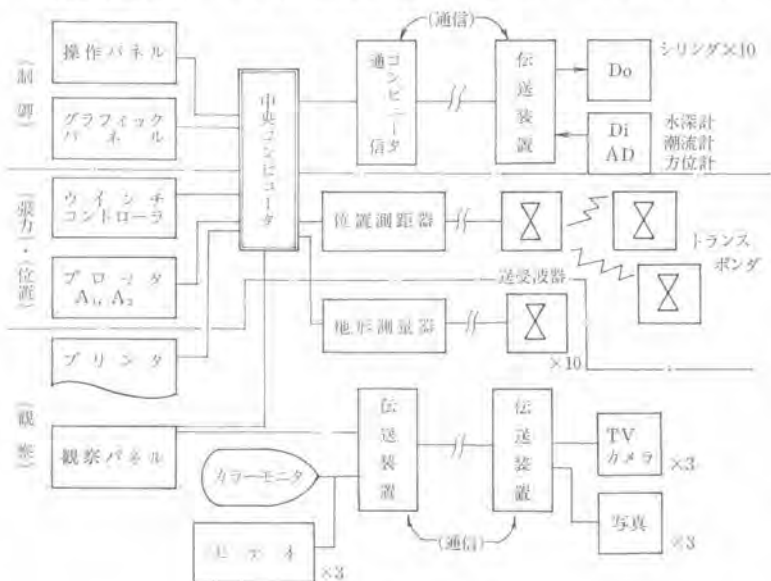 (制御)
操作パネル
グラフィック
パネル
中央コンピュータ
(通信)
通信
コンピュータ
伝送装置
Do
シリンダ×10
Di
AD
水深計
潮流計
方位計
(張力・位置)
ウインチ
コントローラ
プロータ
A₁, A₂
位置測距器
送受波器
トランス
ポンダ
地形測量器
×10
プリンタ
(観察)
観察パネル
カラーモニタ
ビデオ
×3
伝送装置
(通信)
伝送装置
TV
カメラ
×3
写真
×3